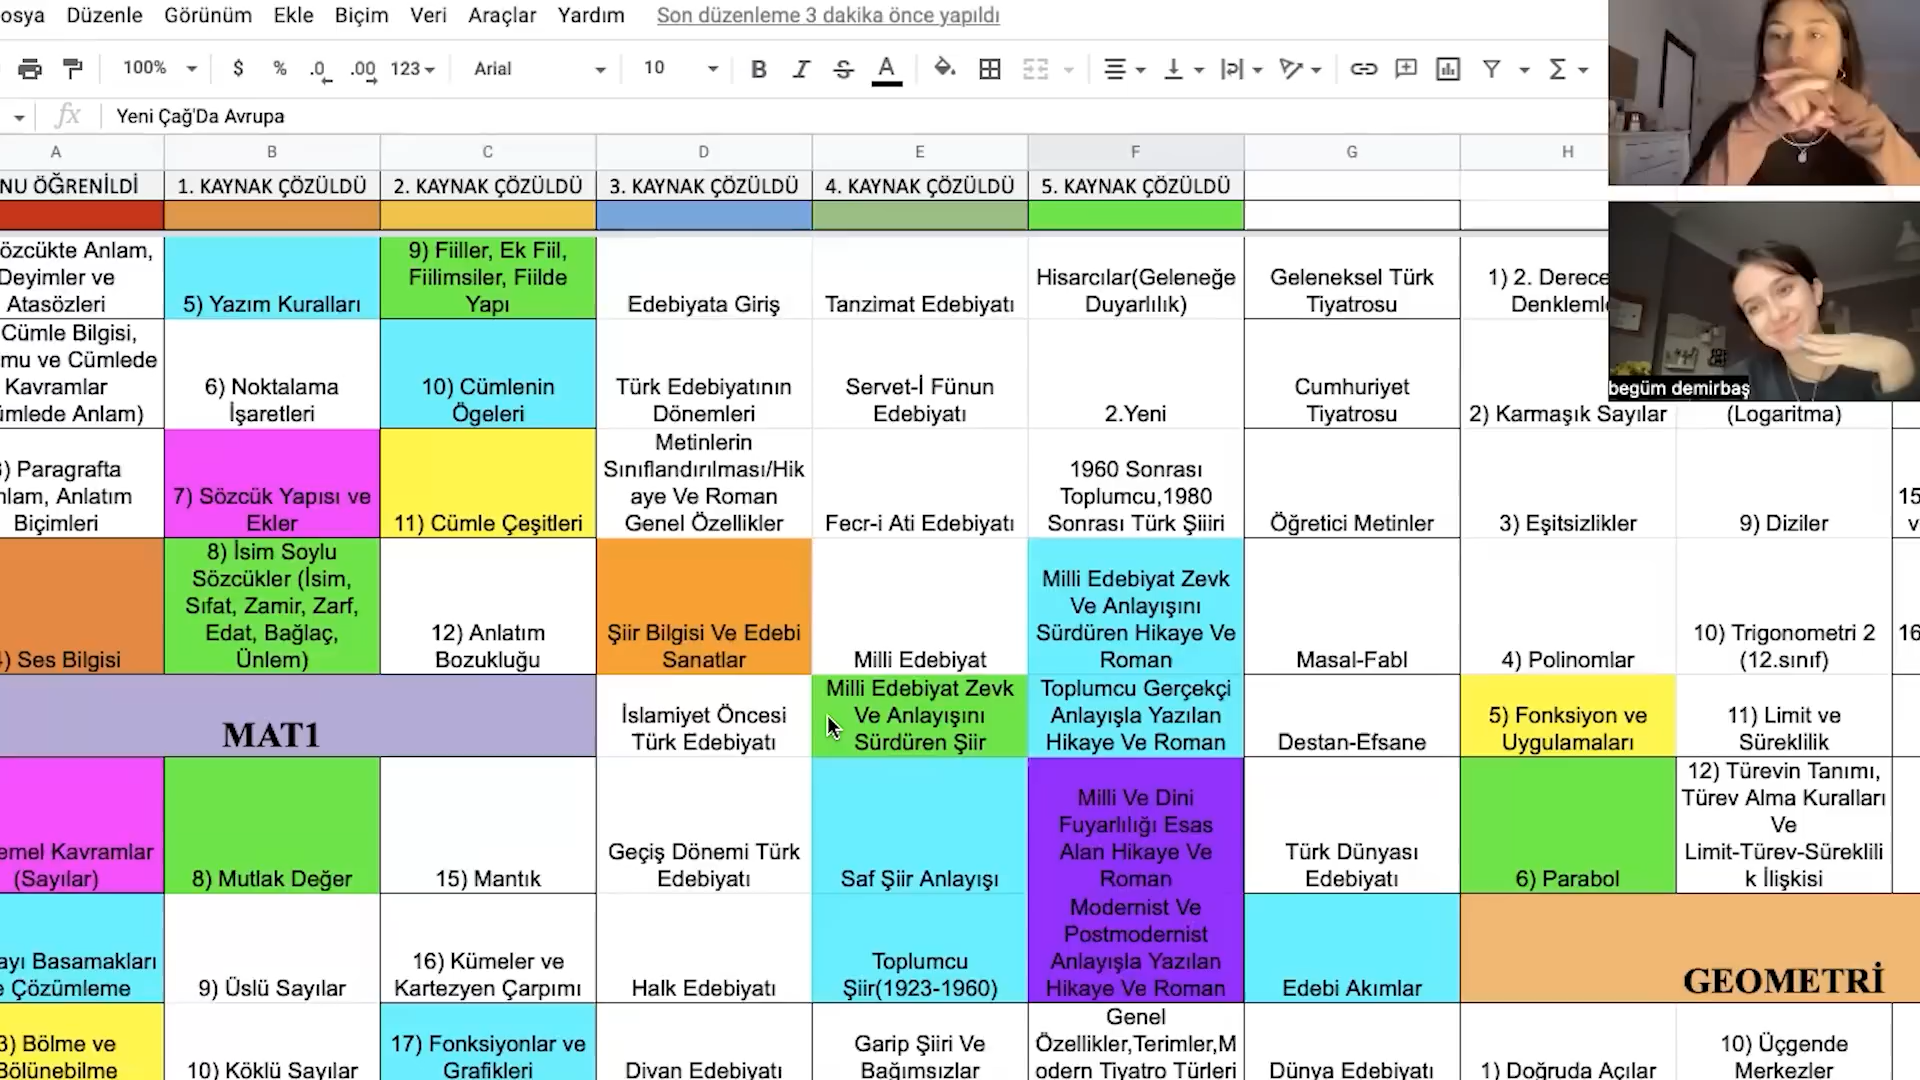 osya Düzenle Görünüm Ekle Biçim Veri Araçlar Yardım Son düzenleme 3 dakika önce yapıldı
100% $ % .0 .00 123 Arial 10 B I S A Σ
fx Yeni Çağ'Da Avrupa
A B C D E F G H
NU ÖĞRENİLDİ 1. KAYNAK ÇÖZÜLDÜ 2. KAYNAK ÇÖZÜLDÜ 3. KAYNAK ÇÖZÜLDÜ 4. KAYNAK ÇÖZÜLDÜ 5. KAYNAK ÇÖZÜLDÜ
özcükte Anlam,
Deyimler ve
Atasözleri
5) Yazım Kuralları
9) Fiiller, Ek Fiil,
Fiilimsiler, Fiilde
Yapı
Edebiyata Giriş
Tanzimat Edebiyatı
Hisarcılar(Geleneğe
Duyarlılık)
Geleneksel Türk
Tiyatrosu
1) 2. Derece
Denkleml
Cümle Bilgisi,
mu ve Cümlede
Kavramlar
ümlede Anlam)
6) Noktalama
İşaretleri
10) Cümlenin
Ögeleri
Türk Edebiyatının
Dönemleri
Servet-İ Fünun
Edebiyatı
2.Yeni
Cumhuriyet
Tiyatrosu
2) Karmaşık Sayılar
(Logaritma)
begüm demirbaş
) Paragrafta
nlam, Anlatım
Biçimleri
7) Sözcük Yapısı ve
Ekler
11) Cümle Çeşitleri
Metinlerin
Sınıflandırılması/Hik
aye Ve Roman
Genel Özellikler
Fecr-i Ati Edebiyatı
1960 Sonrası
Toplumcu,1980
Sonrası Türk Şiiiri
Öğretici Metinler
3) Eşitsizlikler
9) Diziler
15
v
) Ses Bilgisi
8) İsim Soylu
Sözcükler (İsim,
Sıfat, Zamir, Zarf,
Edat, Bağlaç,
Ünlem)
12) Anlatım
Bozukluğu
Şiir Bilgisi Ve Edebi
Sanatlar
Milli Edebiyat
Milli Edebiyat Zevk
Ve Anlayışını
Sürdüren Hikaye Ve
Roman
Masal-Fabl
4) Polinomlar
10) Trigonometri 2
(12.sınıf)
16
MAT1
İslamiyet Öncesi
Türk Edebiyatı
Milli Edebiyat Zevk
Ve Anlayışını
Sürdüren Şiir
Toplumcu Gerçekçi
Anlayışla Yazılan
Hikaye Ve Roman
Destan-Efsane
5) Fonksiyon ve
Uygulamaları
11) Limit ve
Süreklilik
emel Kavramlar
(Sayılar)
8) Mutlak Değer
15) Mantık
Geçiş Dönemi Türk
Edebiyatı
Saf Şiir Anlayışı
Milli Ve Dini
Fuyarlılığı Esas
Alan Hikaye Ve
Roman
Türk Dünyası
Edebiyatı
6) Parabol
12) Türevin Tanımı,
Türev Alma Kuralları
Ve
Limit-Türev-Süreklili
k İlişkisi
ayı Basamakları
e Çözümleme
9) Üslü Sayılar
16) Kümeler ve
Kartezyen Çarpımı
Halk Edebiyatı
Toplumcu
Şiir(1923-1960)
Modernist Ve
Postmodernist
Anlayışla Yazılan
Hikaye Ve Roman
Edebi Akımlar
GEOMETRİ
3) Bölme ve
Bölünebilme
10) Köklü Sayılar
17) Fonksiyonlar ve
Grafikleri
Divan Edebiyatı
Garip Şiiri Ve
Bağımsızlar
Genel
Özellikler,Terimler,M
odern Tiyatro Türleri
Dünya Edebiyatı
1) Doğruda Açılar
10) Üçgende
Merkezler